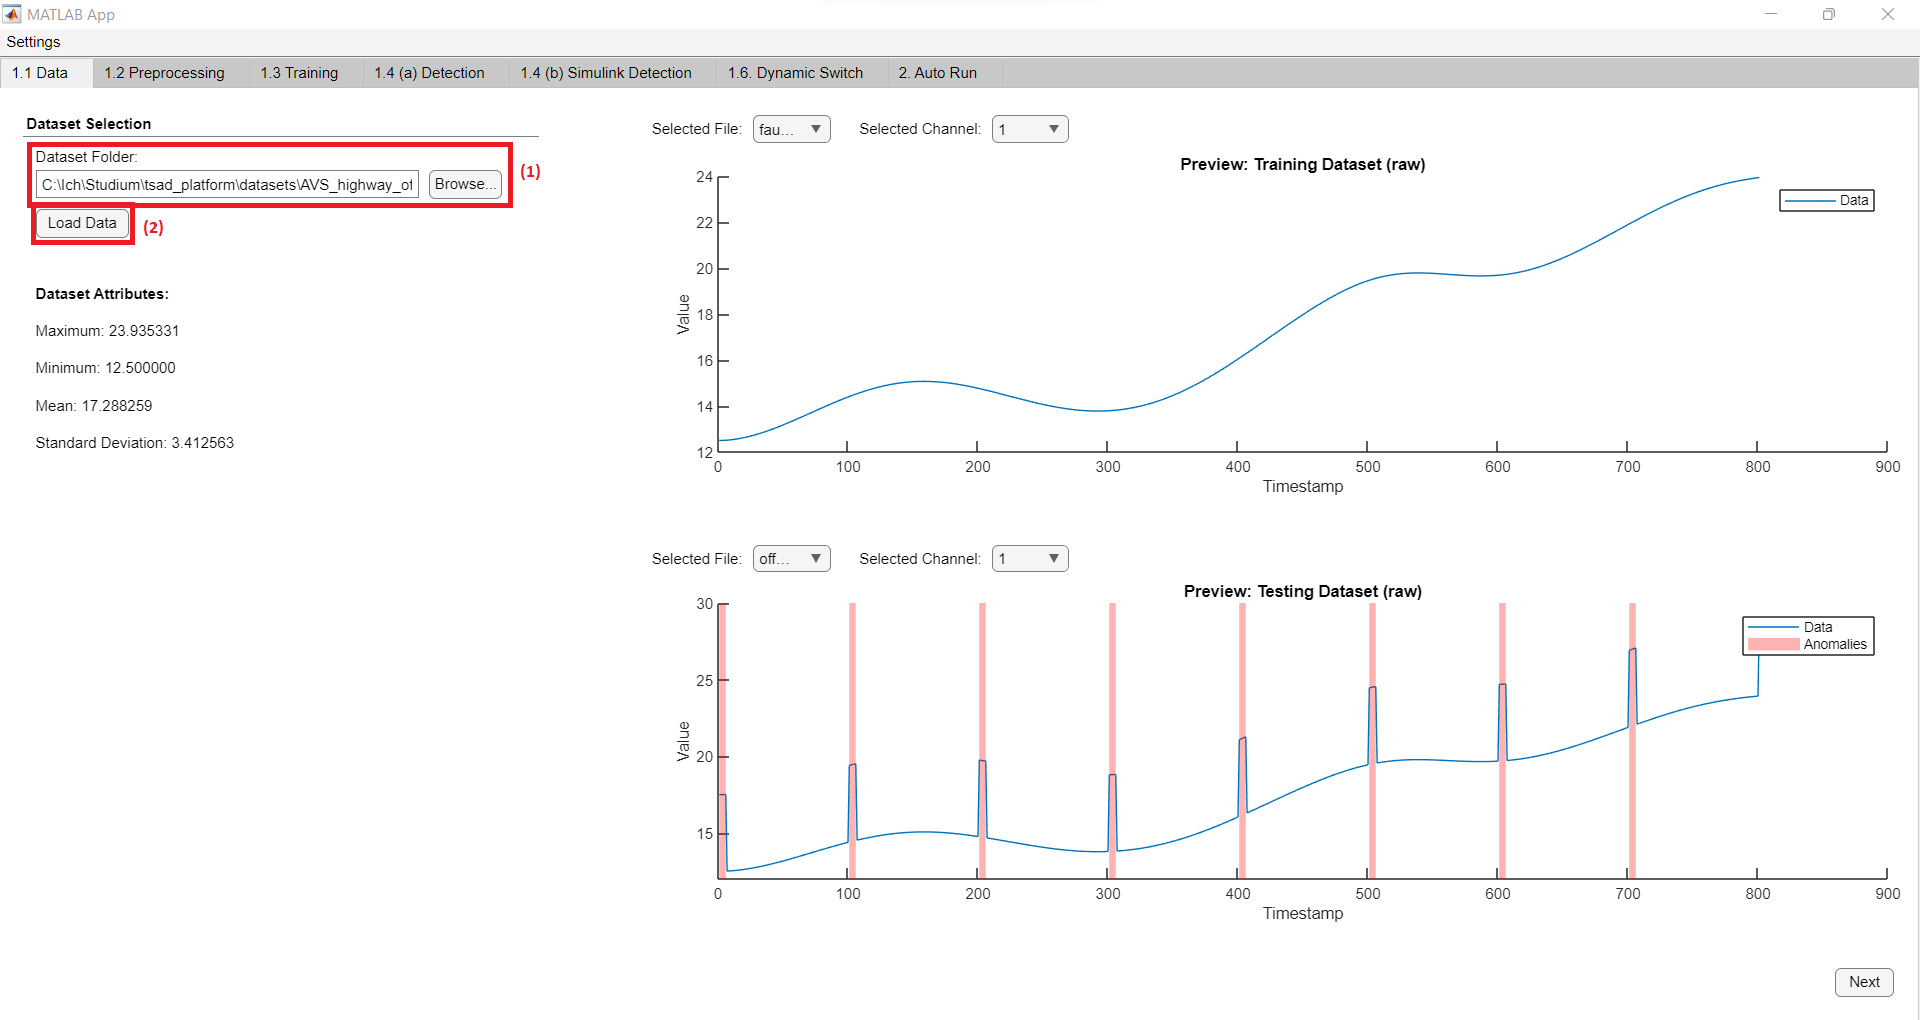 MATLAB App
Settings
1.1 Data 1.2 Preprocessing 1.3 Training 1.4 (a) Detection 1.4 (b) Simulink Detection 1.6. Dynamic Switch 2. Auto Run
Dataset Selection
Dataset Folder:
C:\Ich\Studium\tsad_platform\datasets\AVS_highway_of Browse... (1)
Load Data (2)
Dataset Attributes:
Maximum: 23.935331
Minimum: 12.500000
Mean: 17.288259
Standard Deviation: 3.412563
Selected File: fau... Selected Channel: 1
Preview: Training Dataset (raw)
Data
Value
24
22
20
18
16
14
12
0 100 200 300 400 500 600 700 800 900
Timestamp
Selected File: off... Selected Channel: 1
Preview: Testing Dataset (raw)
Data
Anomalies
Value
30
25
20
15
0 100 200 300 400 500 600 700 800 900
Timestamp
Next